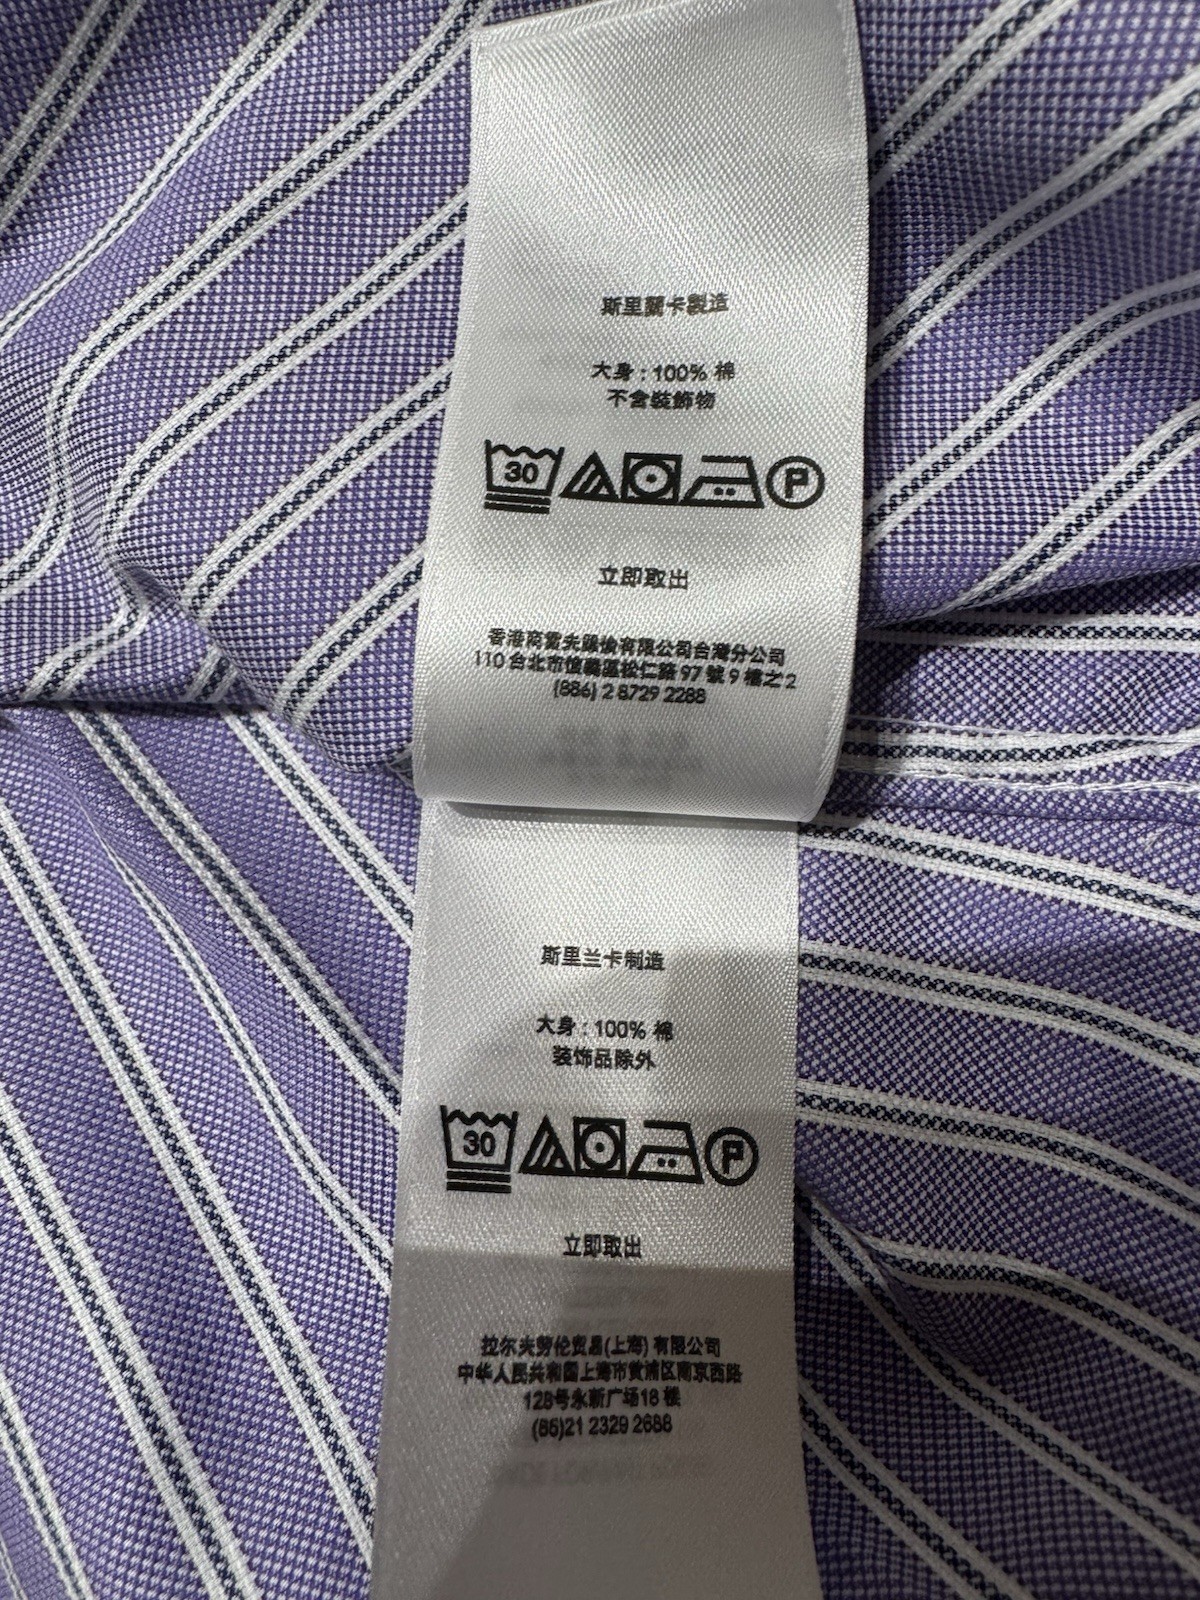 斯里蘭卡製造
大身 : 100% 棉
不含裝飾物
30
P
立即取出
香港商雷夫羅倫有限公司台灣分公司
110 台北市信義區松仁路 97 號 9 樓之 2
(886) 2 8729 2288
斯里兰卡制造
大身 : 100% 棉
装饰品除外
30
P
立即取出
拉尔夫劳伦贸易(上海) 有限公司
中华人民共和国上海市黄浦区南京西路
128号永新广场18 楼
(86)21 2329 2688